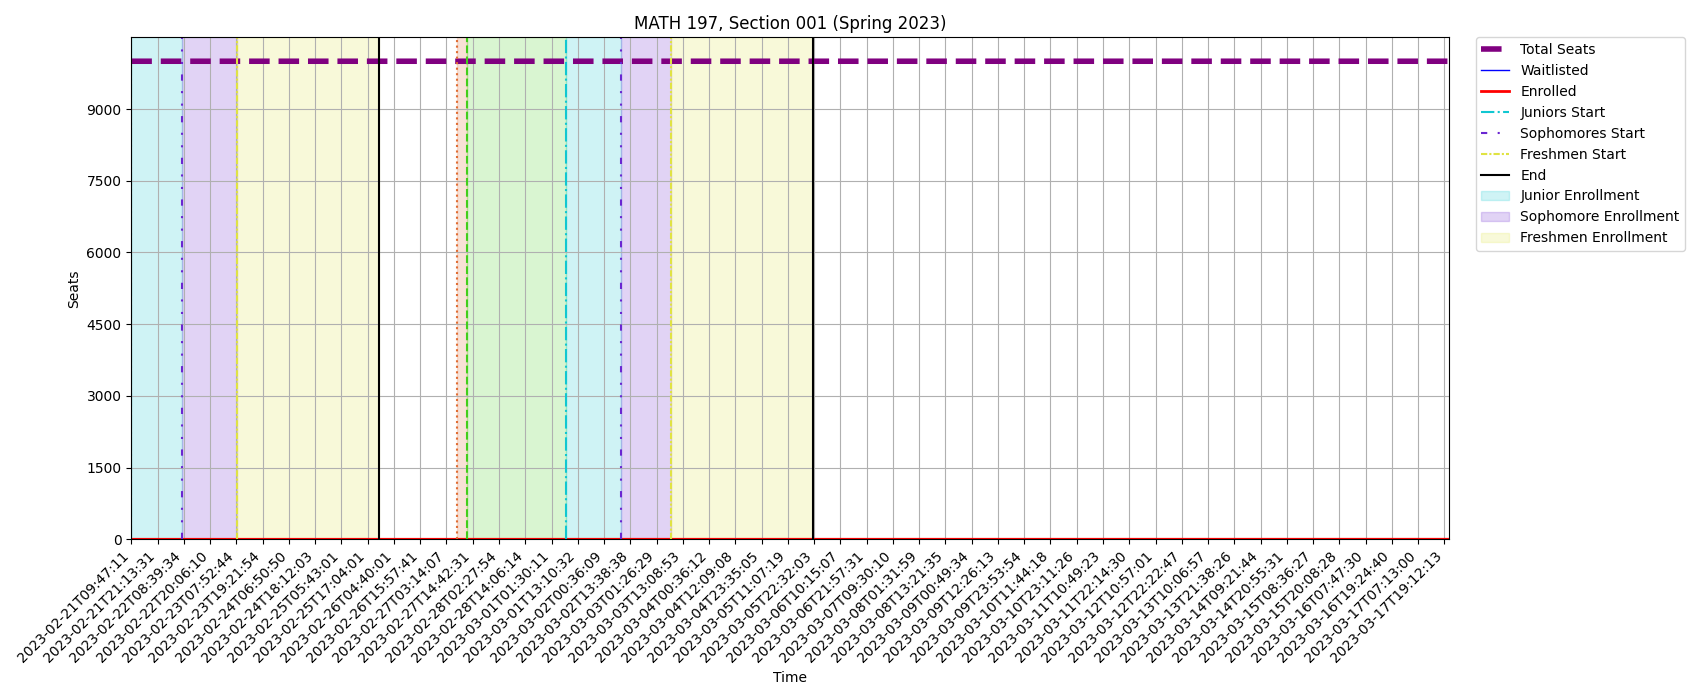 MATH 197, Section 001 (Spring 2023)
Total Seats
Waitlisted
Enrolled
Juniors Start
Sophomores Start
Freshmen Start
End
Junior Enrollment
Sophomore Enrollment
Freshmen Enrollment
Seats
9000
7500
6000
4500
3000
1500
0
2023-02-21T09:47:11
2023-02-21T21:13:31
2023-02-22T08:39:34
2023-02-22T20:06:10
2023-02-23T07:52:44
2023-02-23T19:21:54
2023-02-24T06:50:50
2023-02-24T18:12:03
2023-02-25T05:43:01
2023-02-25T17:04:01
2023-02-26T04:40:01
2023-02-26T15:57:41
2023-02-27T03:14:07
2023-02-27T14:42:31
2023-02-28T02:27:54
2023-02-28T14:06:14
2023-03-01T01:30:11
2023-03-01T13:10:32
2023-03-02T00:36:09
2023-03-02T13:38:38
2023-03-03T01:26:29
2023-03-03T13:08:53
2023-03-04T00:36:12
2023-03-04T12:09:08
2023-03-04T23:35:05
2023-03-05T11:07:19
2023-03-05T22:32:03
2023-03-06T10:15:07
2023-03-06T21:57:31
2023-03-07T09:30:10
2023-03-08T01:31:59
2023-03-08T13:21:35
2023-03-09T00:49:34
2023-03-09T12:26:13
2023-03-09T23:53:54
2023-03-10T11:44:18
2023-03-10T23:11:26
2023-03-11T10:49:23
2023-03-11T22:14:30
2023-03-12T10:57:01
2023-03-12T22:22:47
2023-03-13T10:06:57
2023-03-13T21:38:26
2023-03-14T09:21:44
2023-03-14T20:55:31
2023-03-15T08:36:27
2023-03-15T20:08:28
2023-03-16T07:47:30
2023-03-16T19:24:40
2023-03-17T07:13:00
2023-03-17T19:12:13
Time